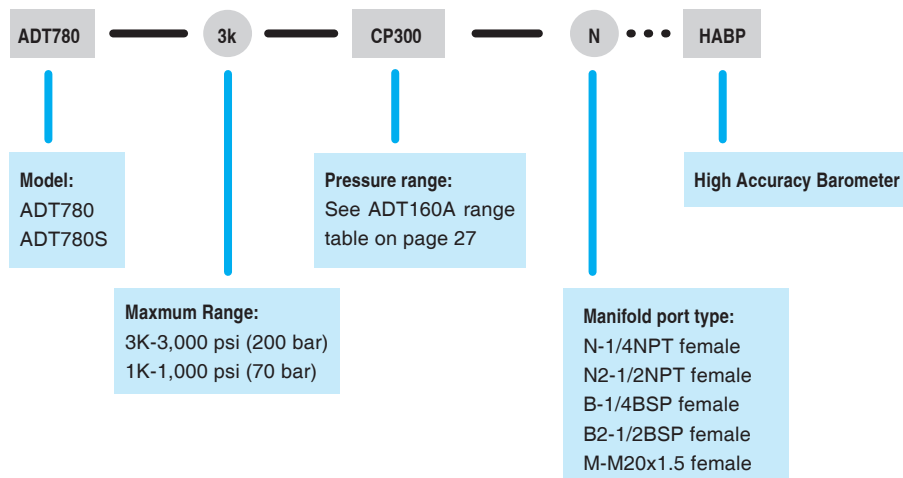 ADT780
3k
CP300
N
HABP
Model:
ADT780
ADT780S
Pressure range:
See ADT160A range
table on page 27
High Accuracy Barometer
Maxmum Range:
3K-3,000 psi (200 bar)
1K-1,000 psi (70 bar)
Manifold port type:
N-1/4NPT female
N2-1/2NPT female
B-1/4BSP female
B2-1/2BSP female
M-M20x1.5 female